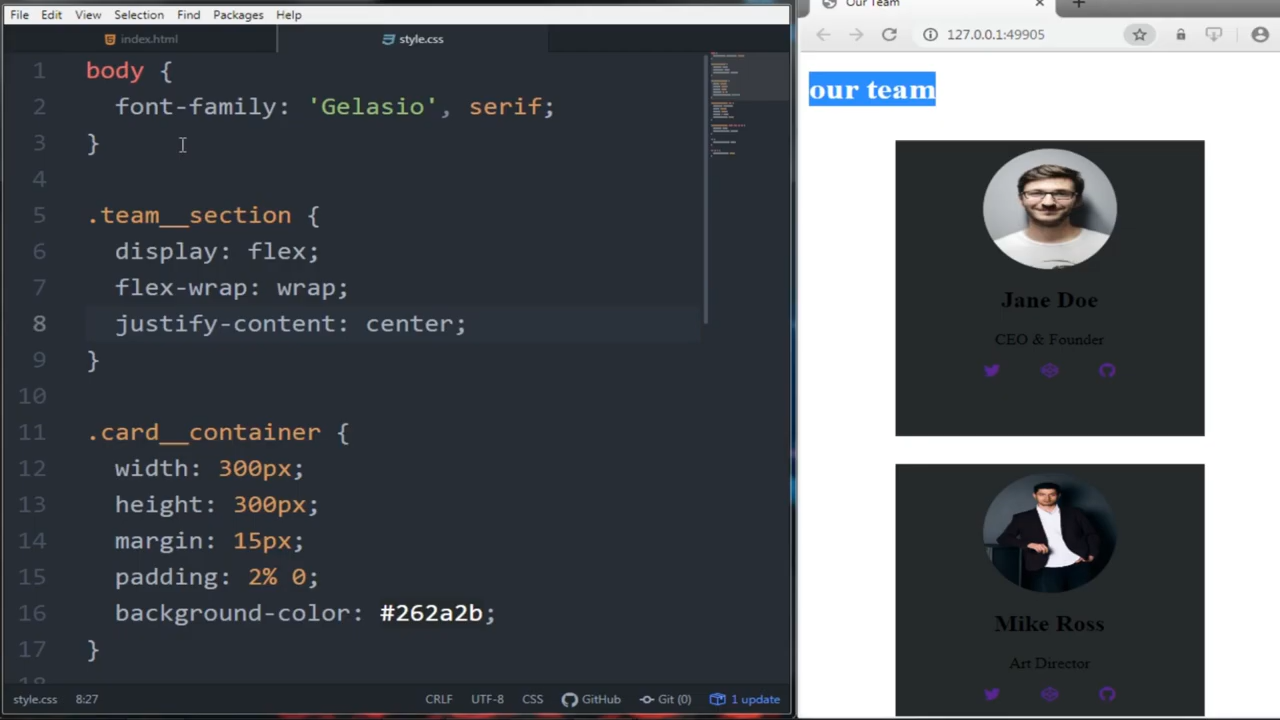 File Edit View Selection Find Packages Help
index.html
style.css
1 body {
2 font-family: 'Gelasio', serif;
3 }
4
5 .team__section {
6 display: flex;
7 flex-wrap: wrap;
8 justify-content: center;
9 }
10
11 .card__container {
12 width: 300px;
13 height: 300px;
14 margin: 15px;
15 padding: 2% 0;
16 background-color: #262a2b;
17 }
18
style.css 8:27 CRLF UTF-8 CSS GitHub Git (0) 1 update
Our Team
127.0.0.1:49905
our team
Jane Doe
CEO & Founder
Mike Ross
Art Director